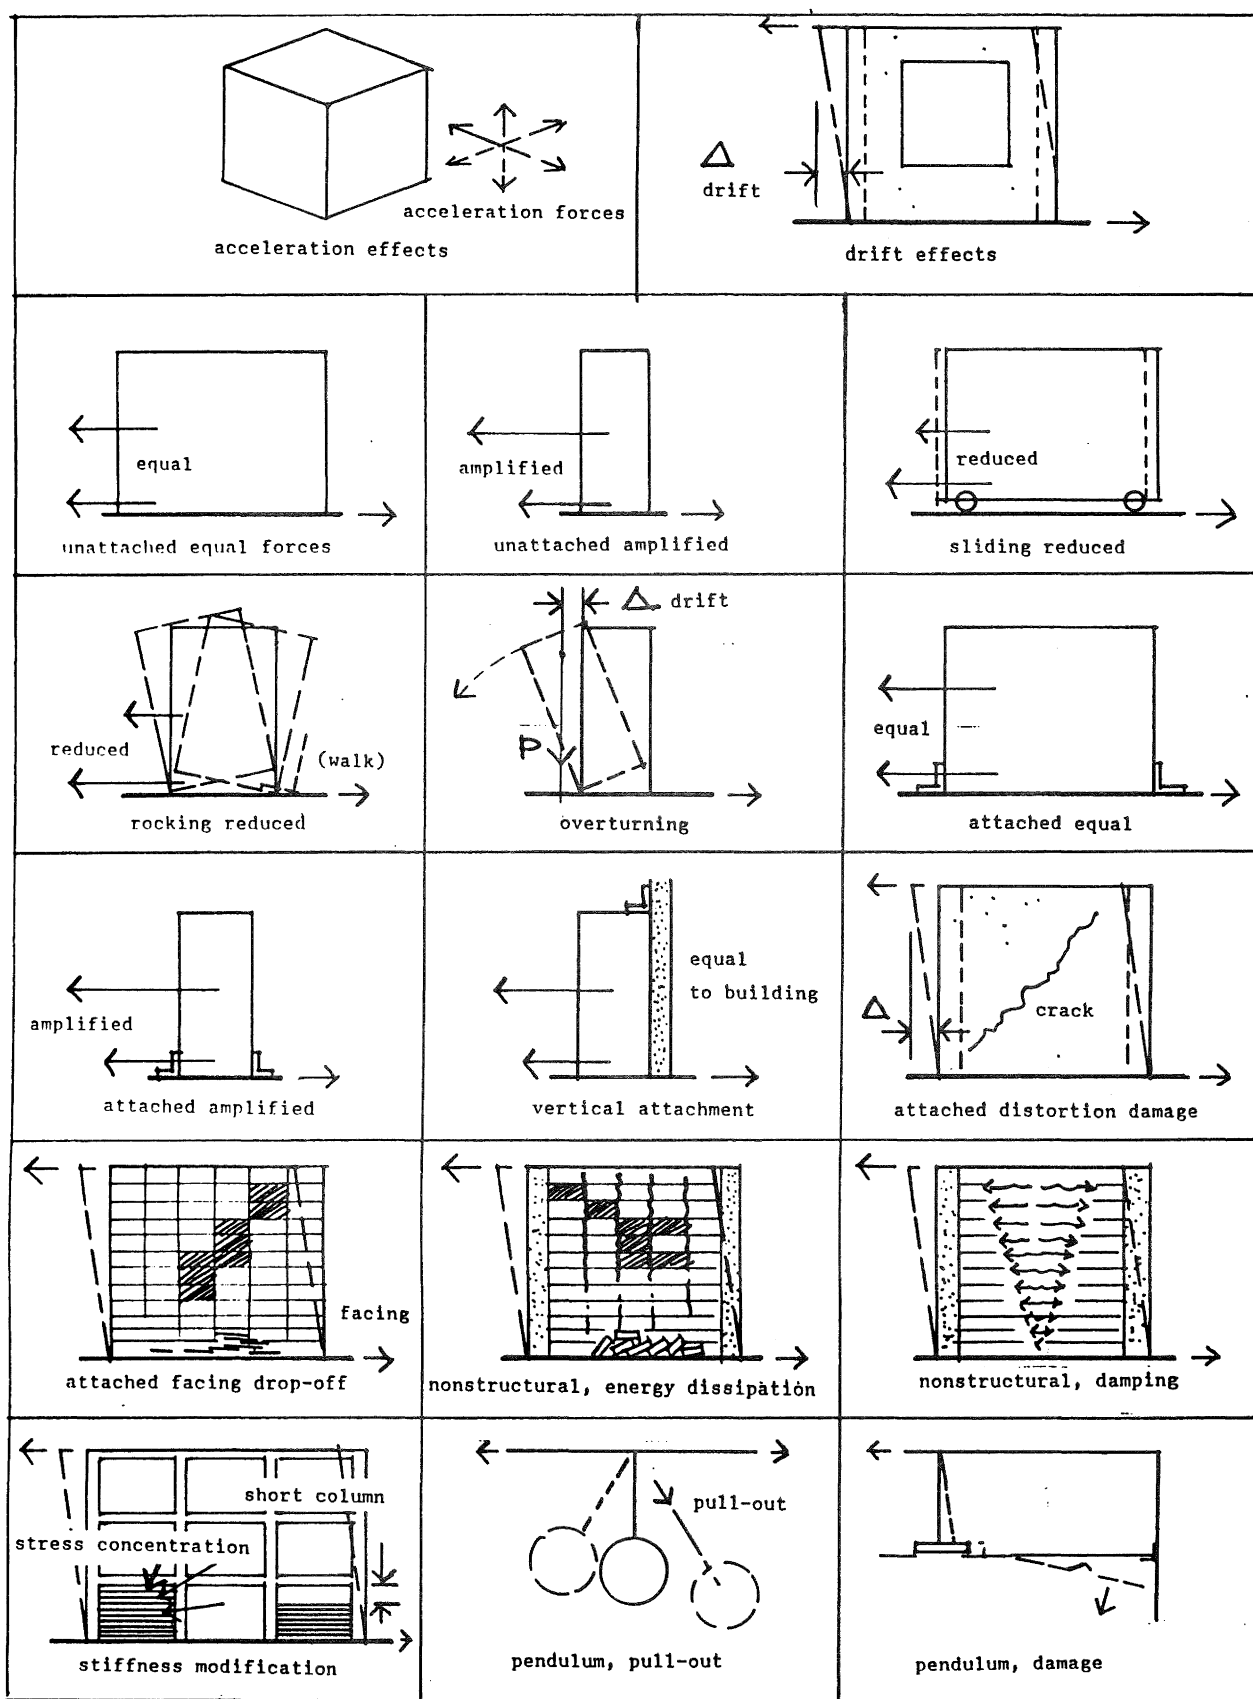 acceleration forces
acceleration effects
Δ
drift
drift effects
equal
unattached equal forces
amplified
unattached amplified
reduced
sliding reduced
reduced
(walk)
rocking reduced
Δ drift
P
overturning
equal
attached equal
amplified
attached amplified
equal
to building
vertical attachment
Δ
crack
attached distortion damage
facing
attached facing drop-off
nonstructural, energy dissipation
nonstructural, damping
short column
stress concentration
stiffness modification
pull-out
pendulum, pull-out
pendulum, damage